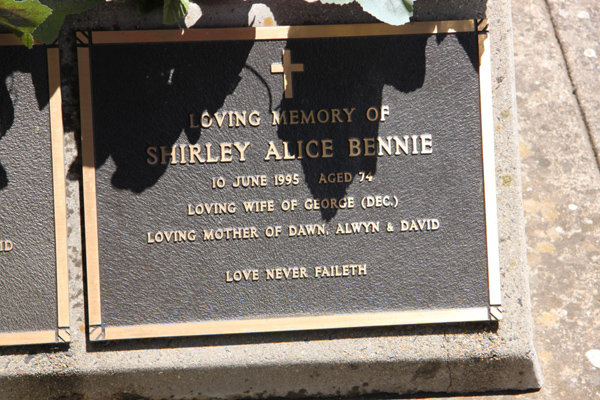 LOVING MEMORY OF
SHIRLEY ALICE BENNIE
10 JUNE 1995 AGED 74
LOVING WIFE OF GEORGE (DEC.)
LOVING MOTHER OF DAWN, ALWYN & DAVID
LOVE NEVER FAILETH